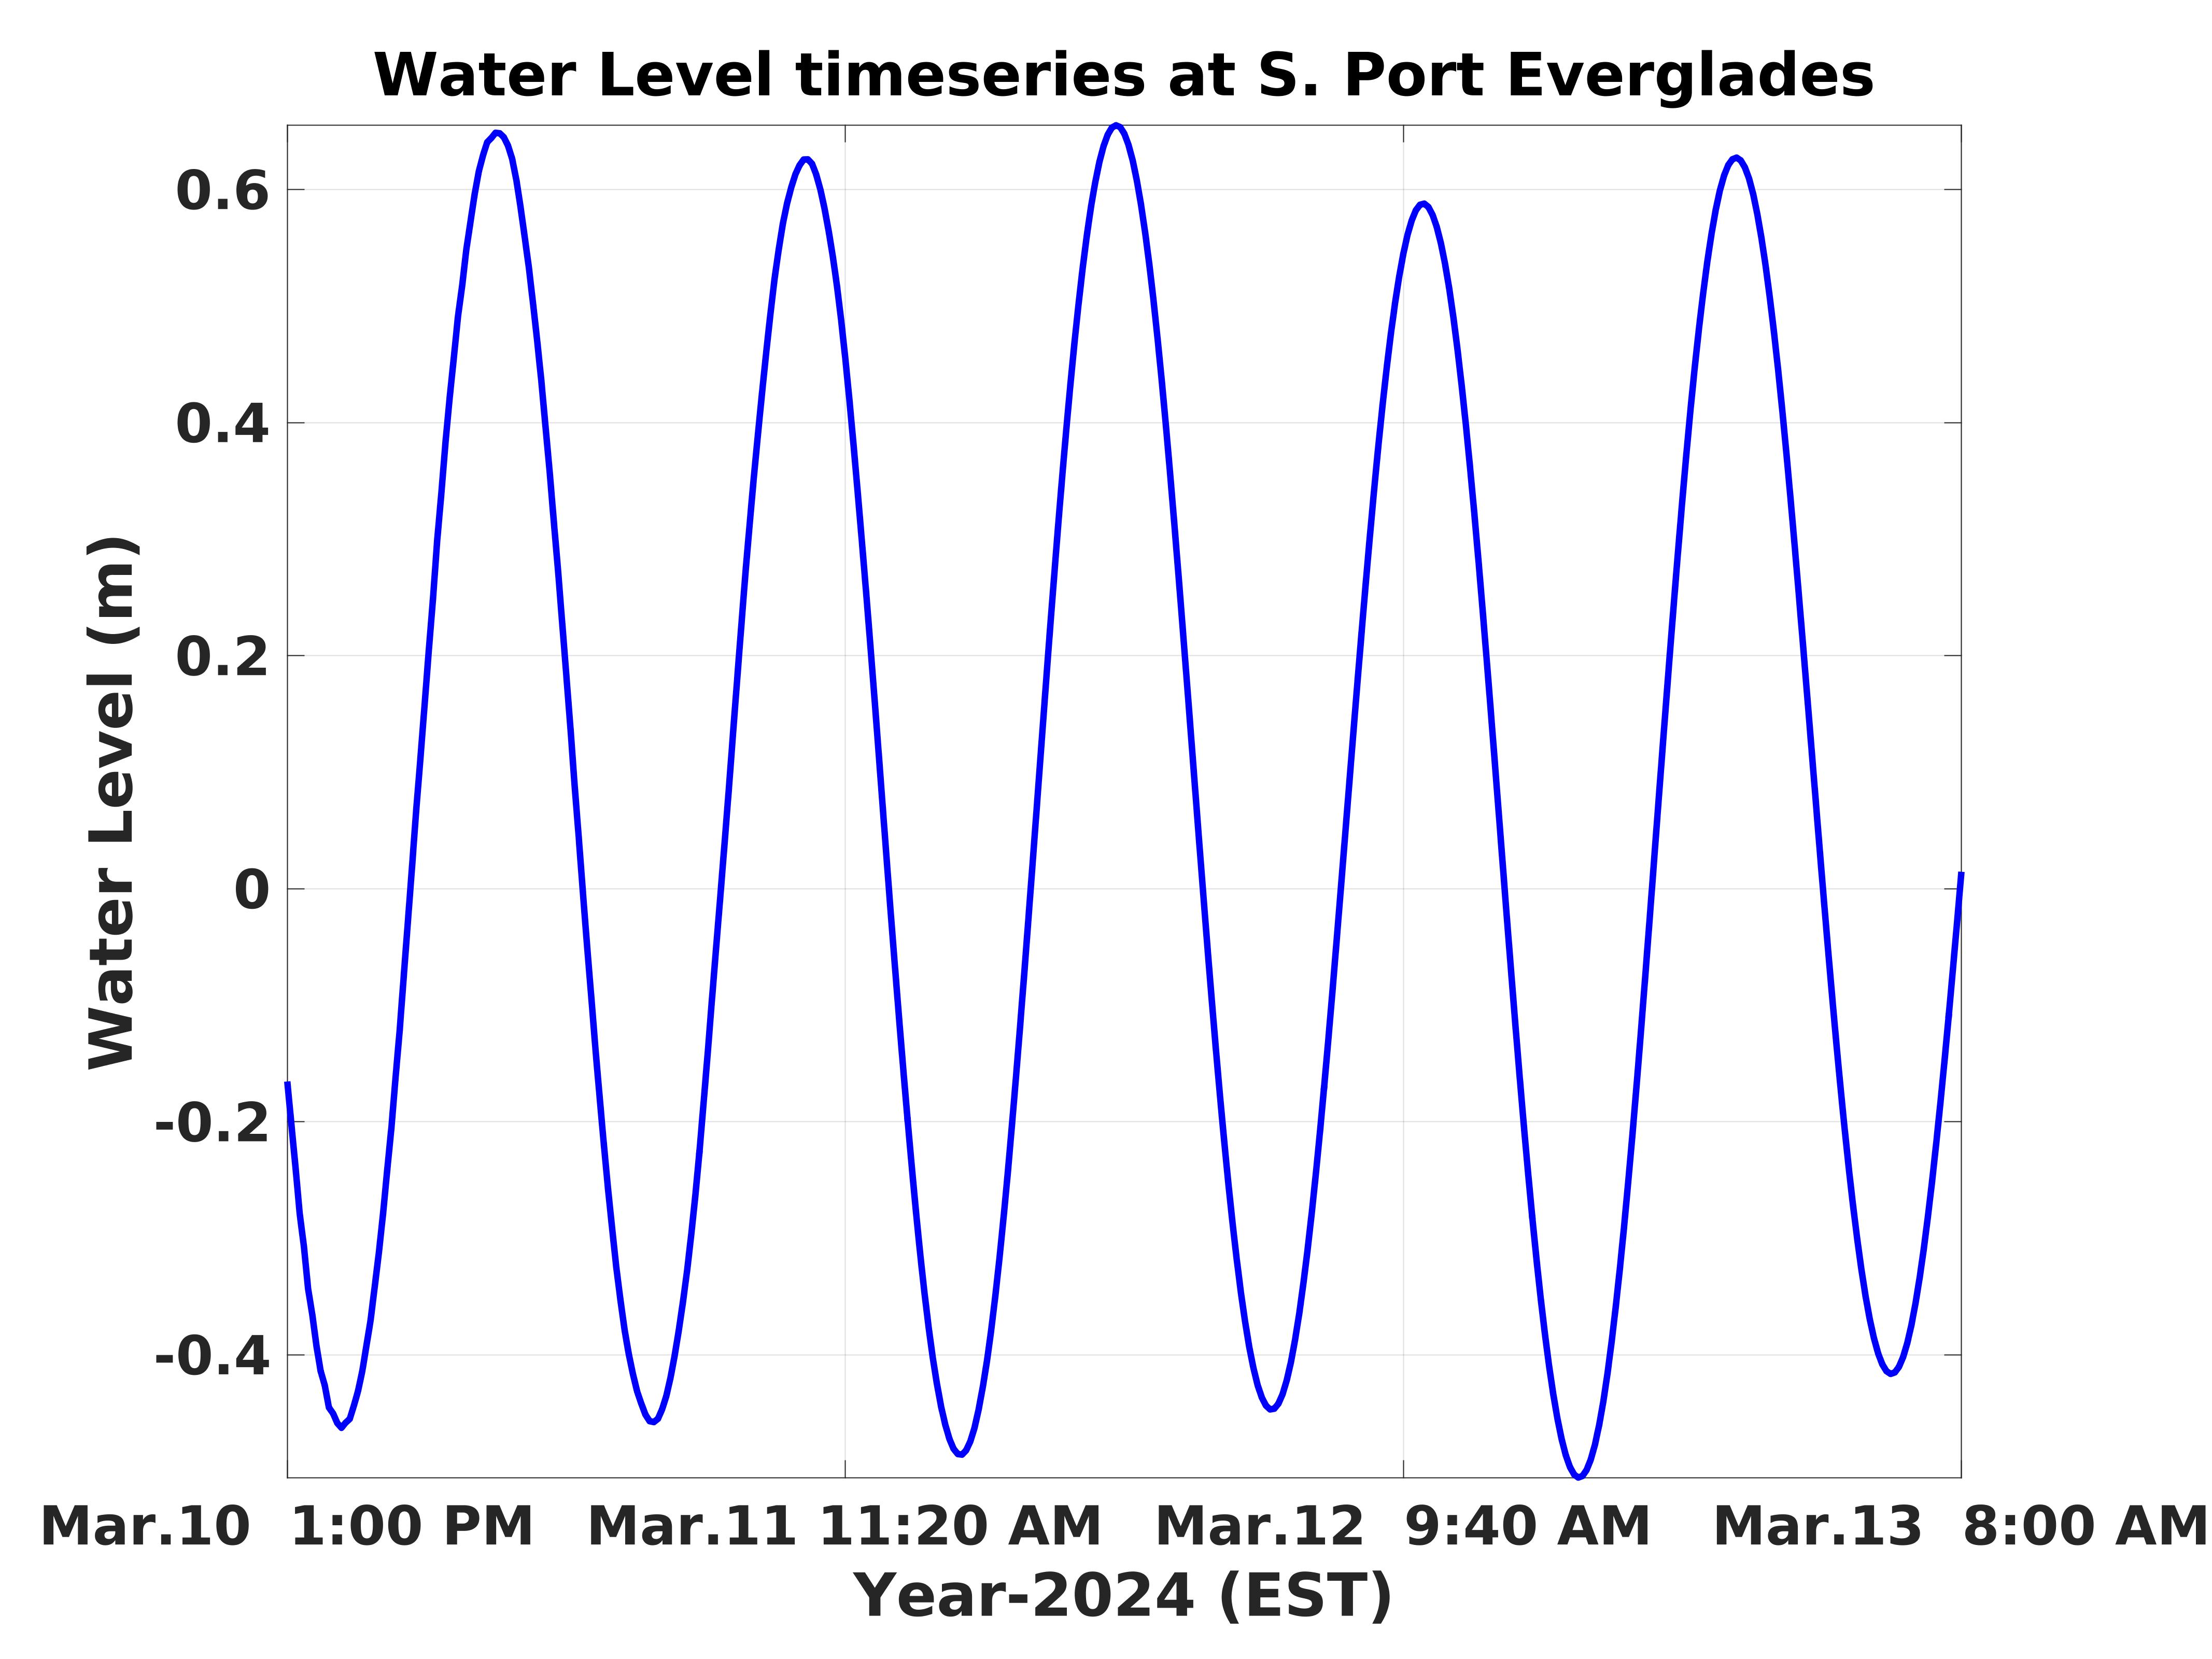 Water Level timeseries at S. Port Everglades
Water Level (m)
0.6
0.4
0.2
0
-0.2
-0.4
Mar.10 1:00 PM Mar.11 11:20 AM Mar.12 9:40 AM Mar.13 8:00 AM
Year-2024 (EST)